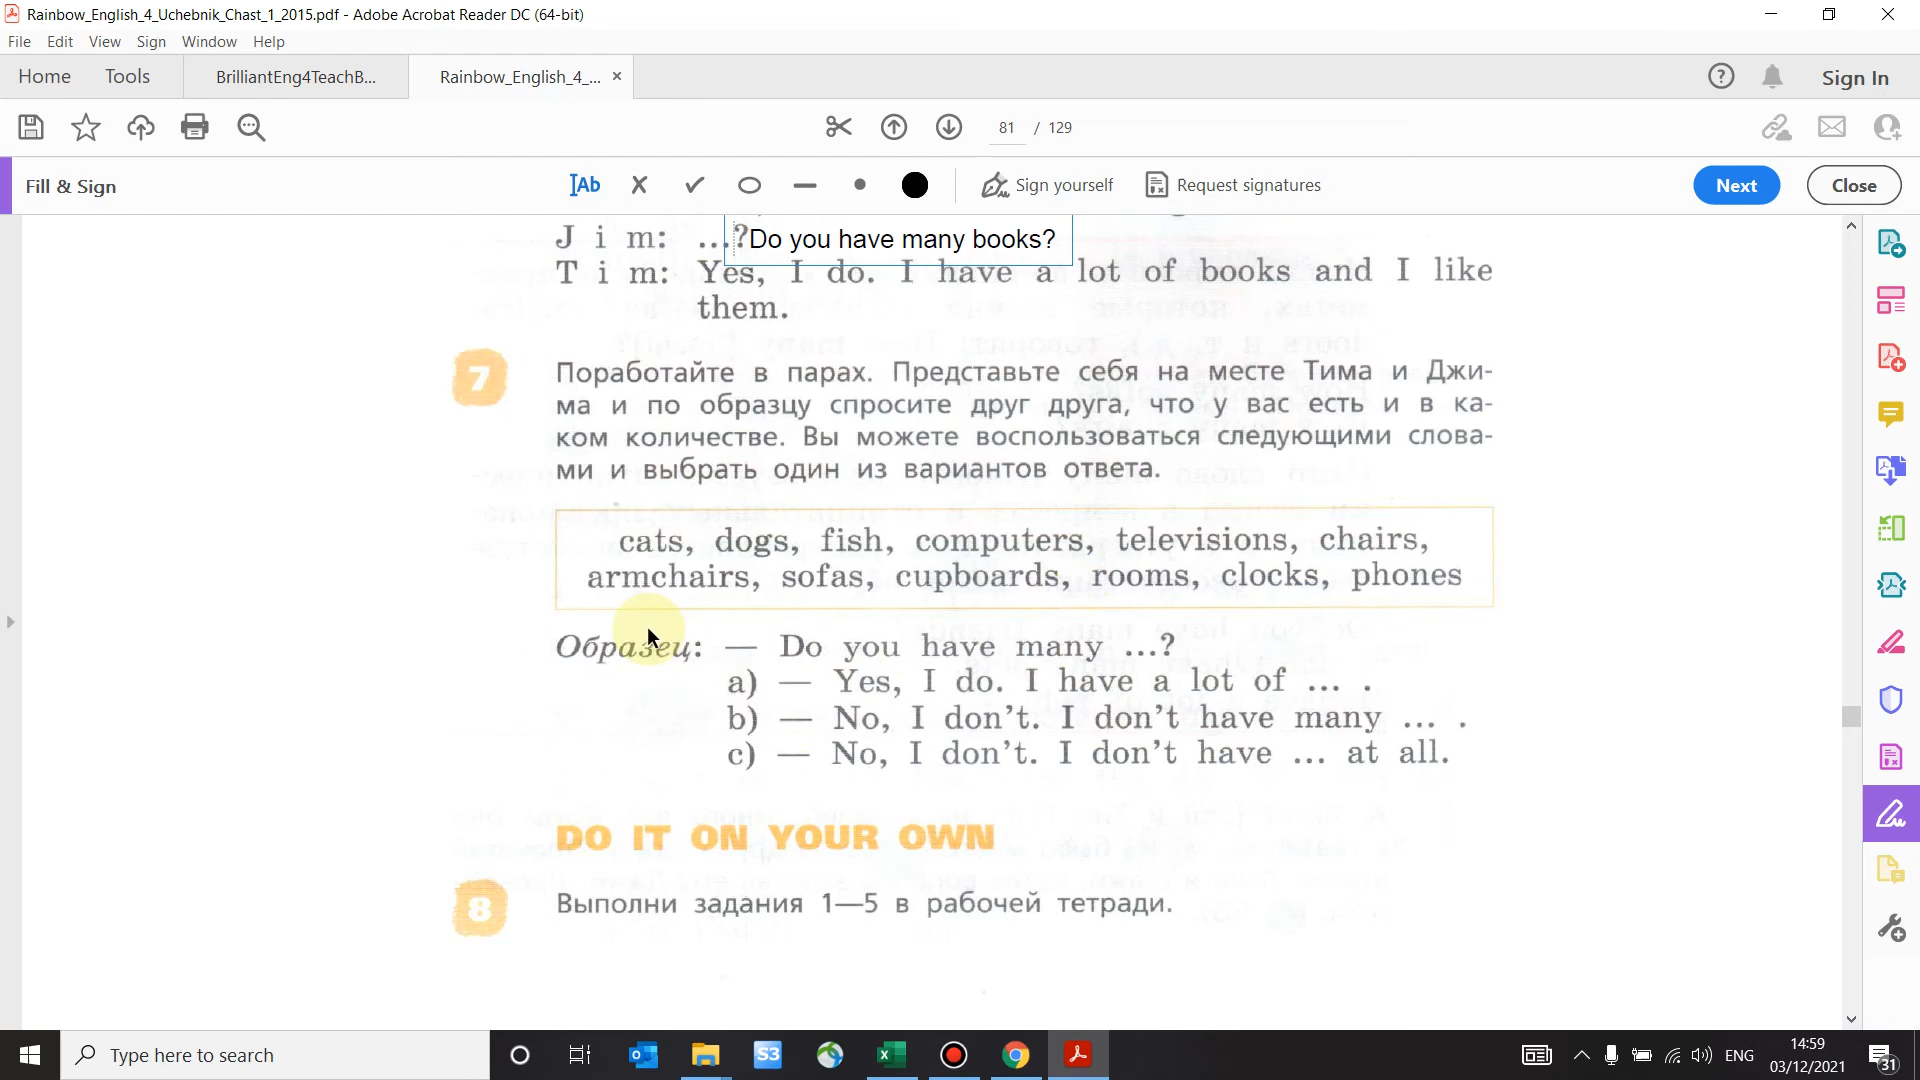 Rainbow_English_4_Uchebnik_Chast_1_2015.pdf - Adobe Acrobat Reader DC (64-bit)
File Edit View Sign Window Help
Home Tools BrilliantEng4TeachB... Rainbow_English_4_... × Sign In
81 / 129
Fill & Sign Ab Sign yourself Request signatures Next Close
Jim: ...? Do you have many books?
Tim: Yes, I do. I have a lot of books and I like
them.
7 Поработайте в парах. Представьте себя на месте Тима и Джи-
ма и по образцу спросите друг друга, что у вас есть и в ка-
ком количестве. Вы можете воспользоваться следующими слова-
ми и выбрать один из вариантов ответа.
cats, dogs, fish, computers, televisions, chairs,
armchairs, sofas, cupboards, rooms, clocks, phones
Образец: — Do you have many ...?
a) — Yes, I do. I have a lot of ... .
b) — No, I don't. I don't have many ... .
c) — No, I don't. I don't have ... at all.
DO IT ON YOUR OWN
8 Выполни задания 1—5 в рабочей тетради.
Type here to search S3 ENG 14:59
03/12/2021 31